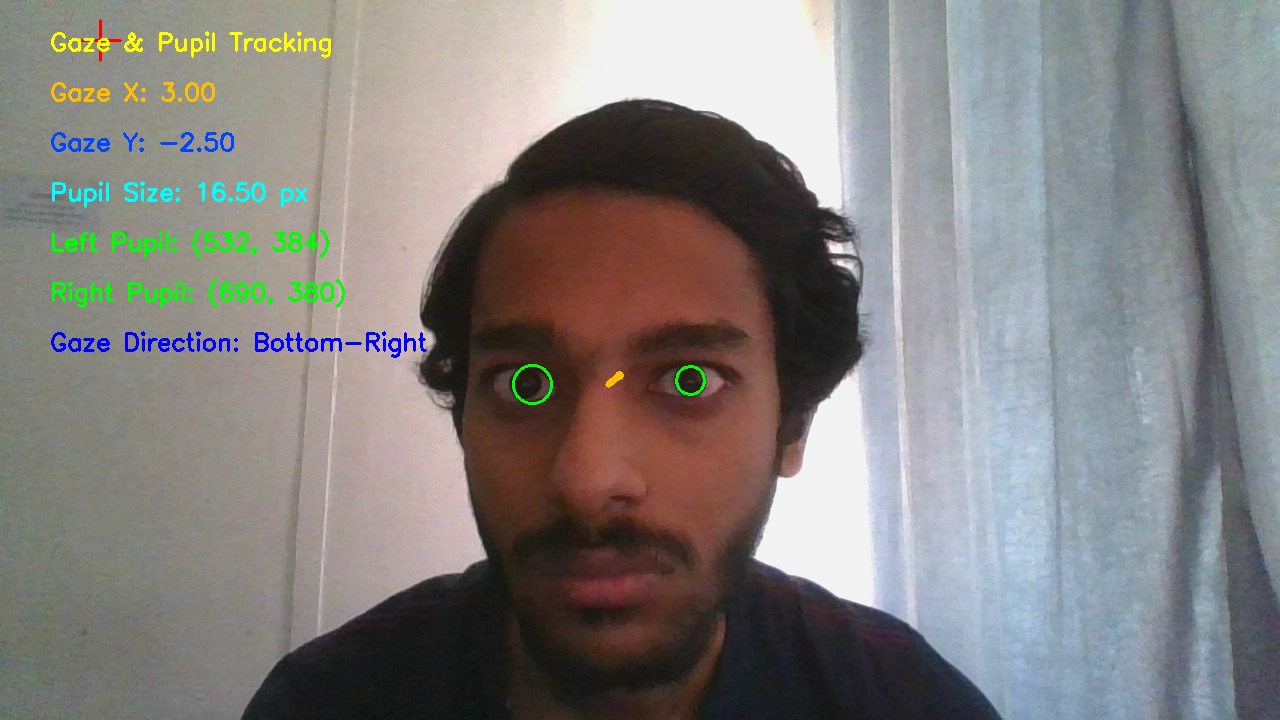 Gaze & Pupil Tracking
Gaze X: 3.00
Gaze Y: -2.50
Pupil Size: 16.50 px
Left Pupil: (532, 384)
Right Pupil: (690, 380)
Gaze Direction: Bottom-Right